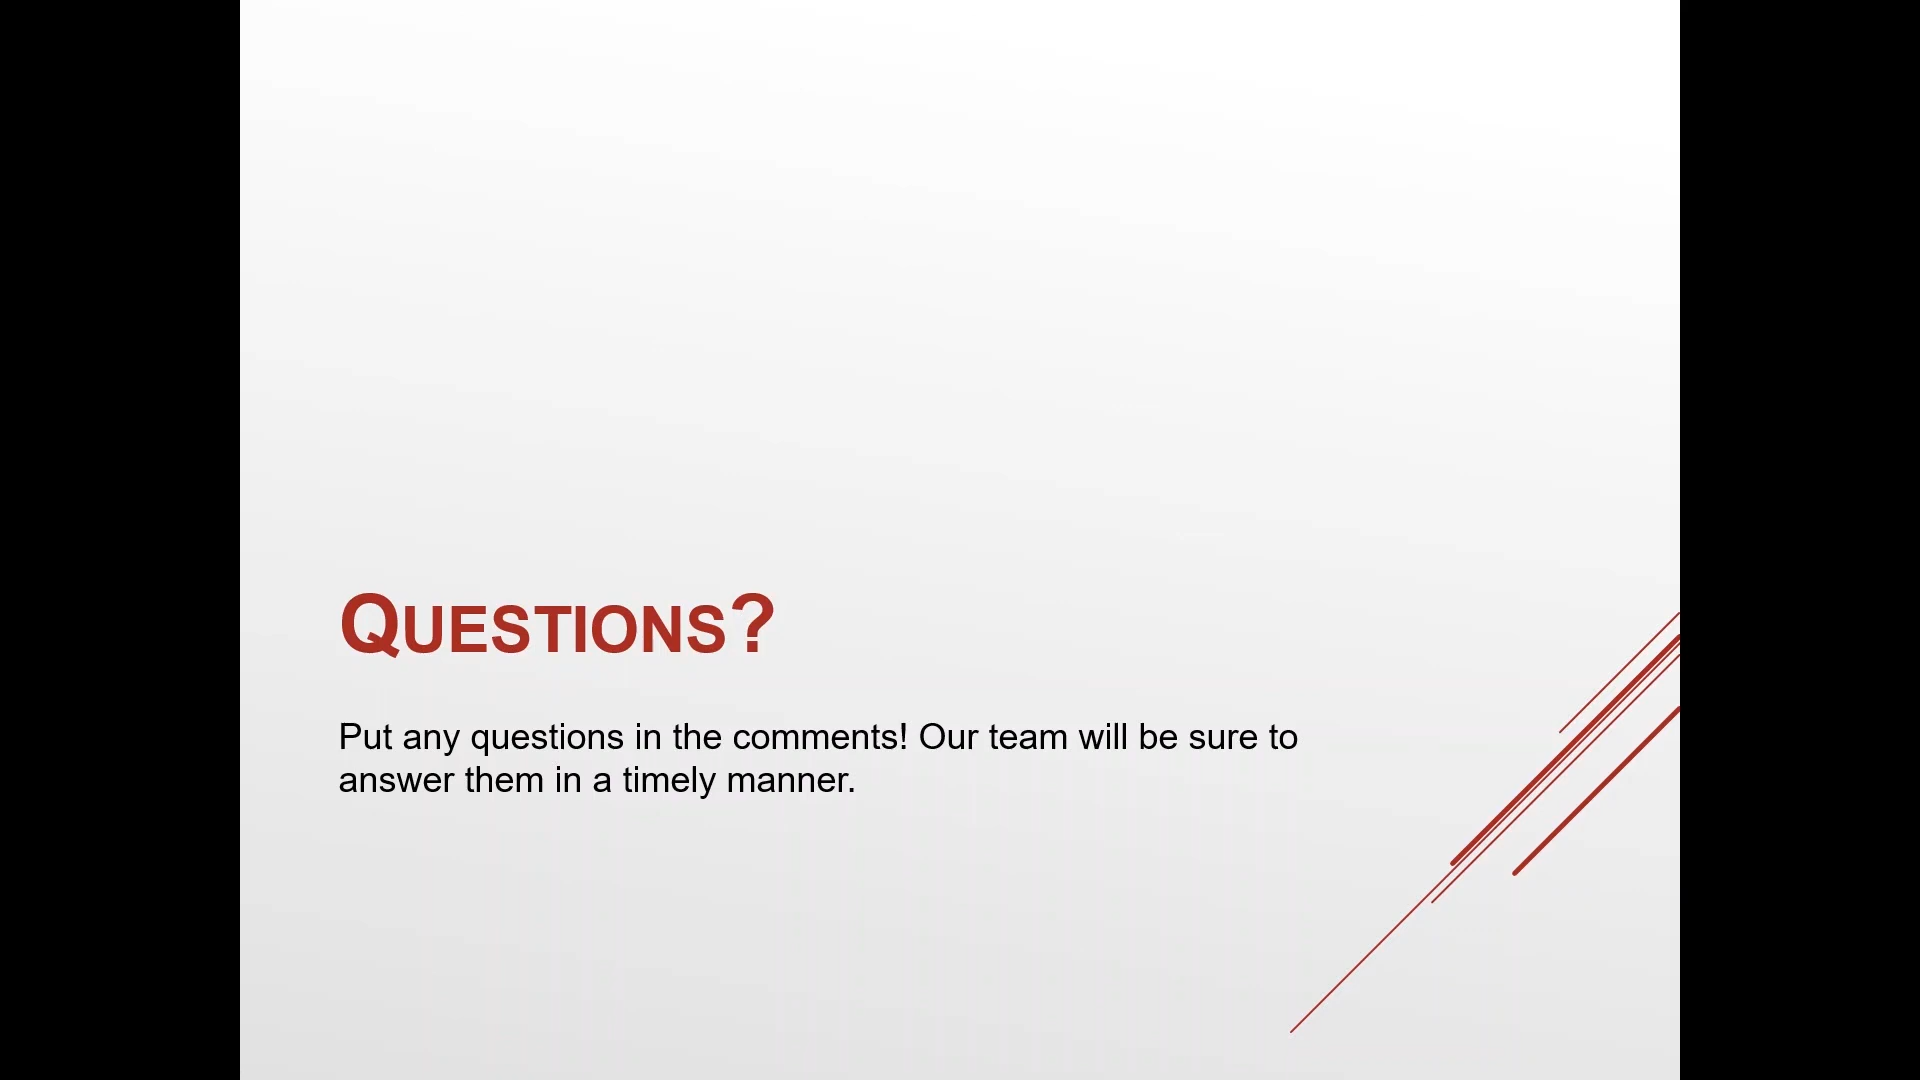 QUESTIONS?
Put any questions in the comments! Our team will be sure to
answer them in a timely manner.